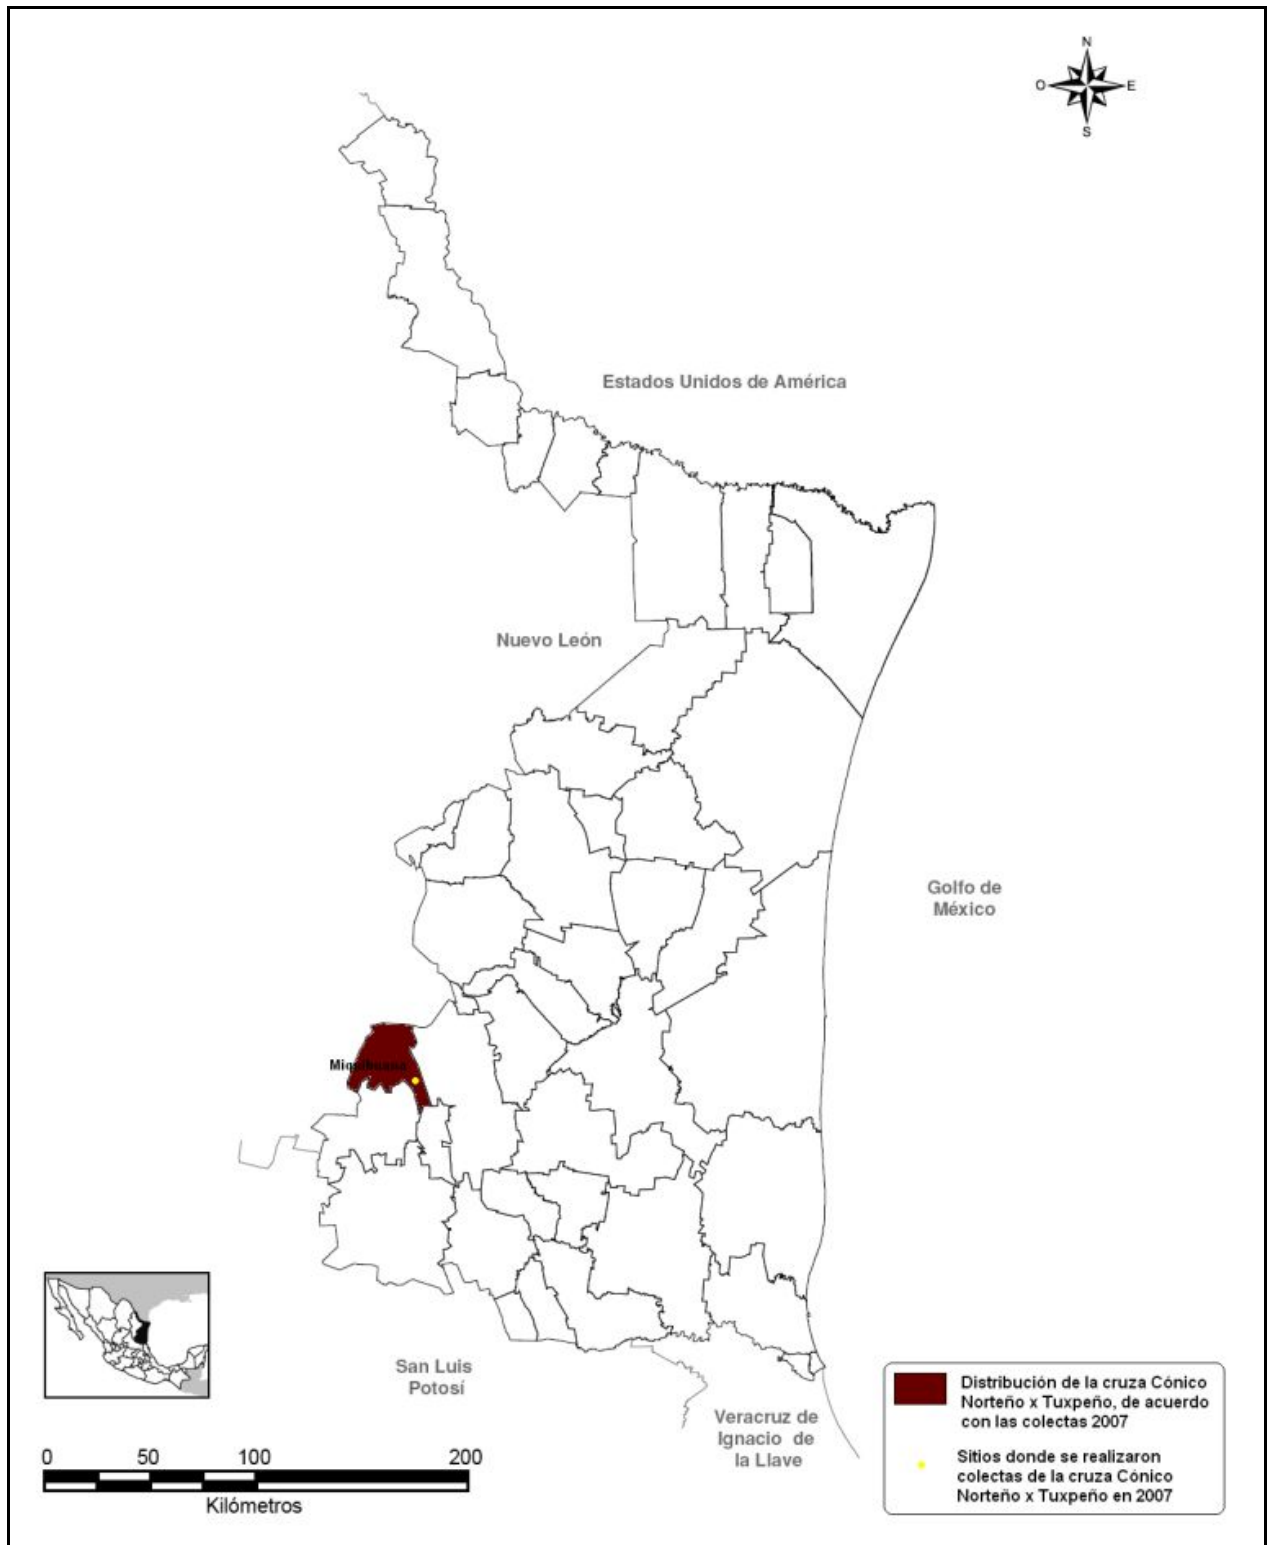 N
O E
S
Estados Unidos de América
Nuevo León
Golfo de
México
Miquihuana
San Luis
Potosí
Veracruz de
Ignacio de
la Llave
0 50 100 200
Kilómetros
Distribución de la cruza Cónico
Norteño x Tuxpeño, de acuerdo
con las colectas 2007
Sitios donde se realizaron
colectas de la cruza Cónico
Norteño x Tuxpeño en 2007